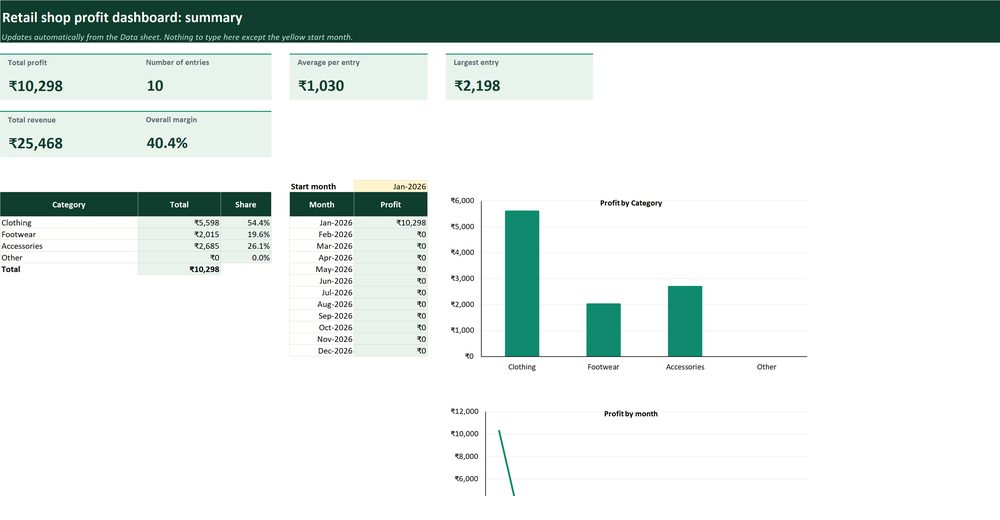 Retail shop profit dashboard: summary
Updates automatically from the Data sheet. Nothing to type here except the yellow start month.
Total profit Number of entries Average per entry Largest entry
₹10,298 10 ₹1,030 ₹2,198
Total revenue Overall margin
₹25,468 40.4%
Start month Jan-2026
Category Total Share
Clothing ₹5,598 54.4%
Footwear ₹2,015 19.6%
Accessories ₹2,685 26.1%
Other ₹0 0.0%
Total ₹10,298
Month Profit
Jan-2026 ₹10,298
Feb-2026 ₹0
Mar-2026 ₹0
Apr-2026 ₹0
May-2026 ₹0
Jun-2026 ₹0
Jul-2026 ₹0
Aug-2026 ₹0
Sep-2026 ₹0
Oct-2026 ₹0
Nov-2026 ₹0
Dec-2026 ₹0
Profit by Category
₹6,000
₹5,000
₹4,000
₹3,000
₹2,000
₹1,000
₹0
Clothing Footwear Accessories Other
Profit by month
₹12,000
₹10,000
₹8,000
₹6,000